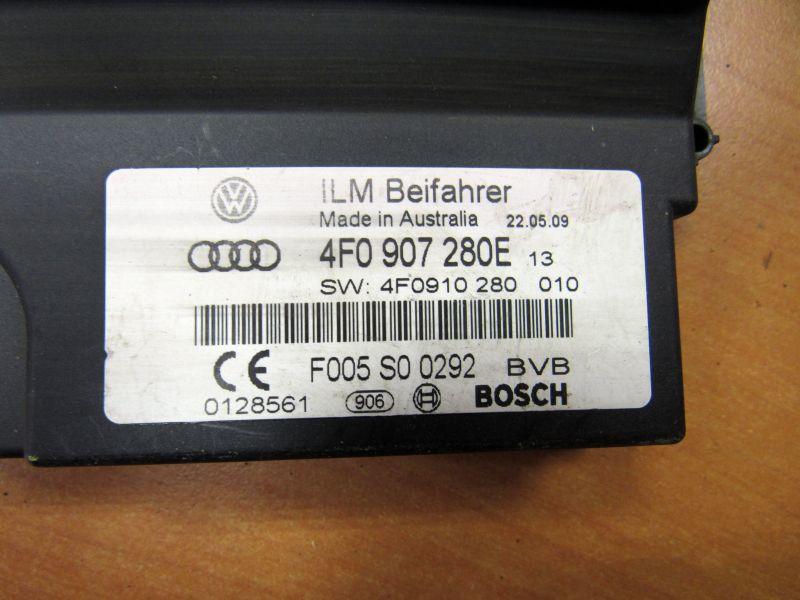 ILM Beifahrer
Made in Australia 22.05.09
4F0 907 280E 13
SW: 4F0910 280 010
CE F005 S0 0292 BVB
0128561 906 BOSCH